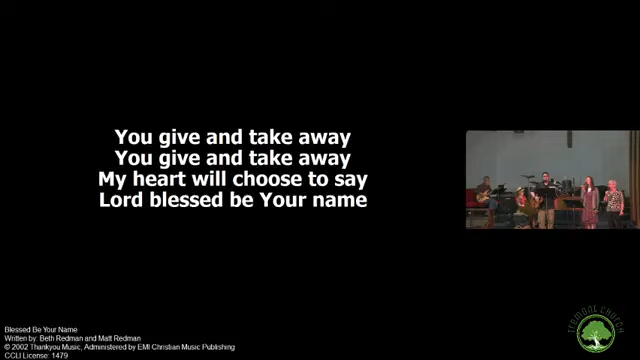 You give and take away
You give and take away
My heart will choose to say
Lord blessed be Your name
Blessed Be Your Name
Written by: Beth Redman and Matt Redman
© 2002 Thankyou Music, Administered by EMI Christian Music Publishing
CCLI License: 1479
Tremont Church